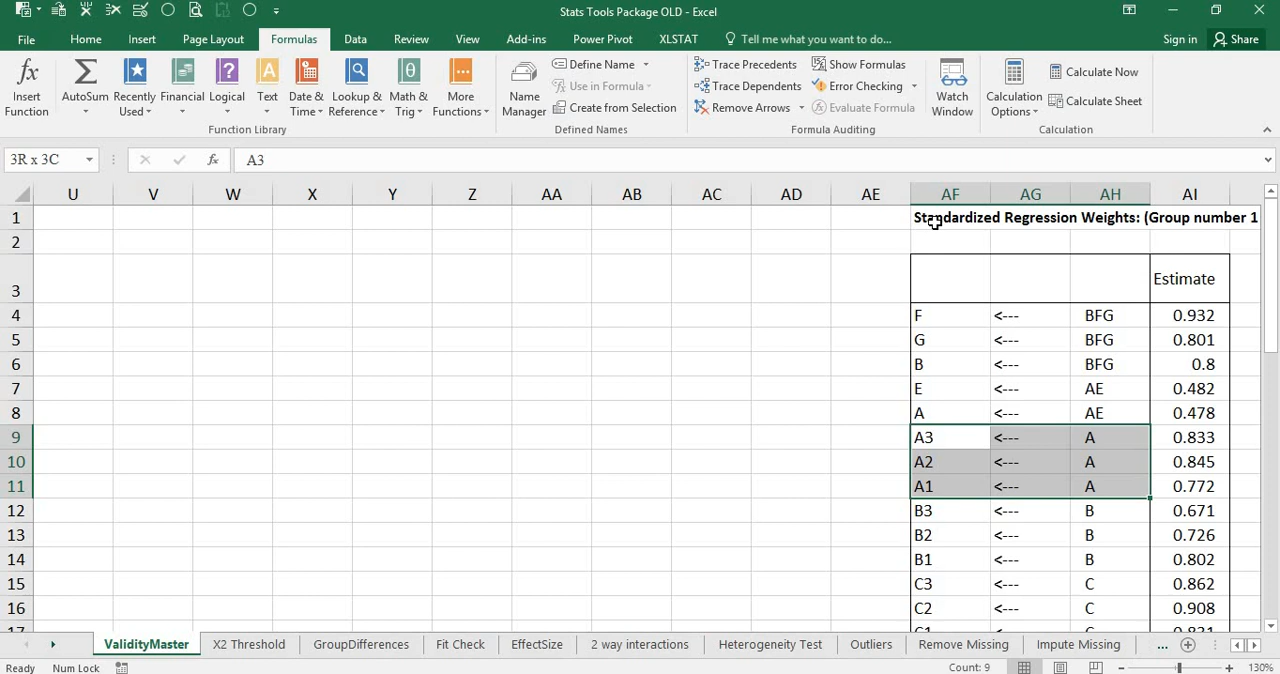 Stats Tools Package OLD - Excel
File Home Insert Page Layout Formulas Data Review View Add-ins Power Pivot XLSTAT Tell me what you want to do... Sign in Share
Insert Function
AutoSum
Recently Used
Financial
Logical
Text
Date & Time
Lookup & Reference
Math & Trig
More Functions
Function Library
Name Manager
Define Name
Use in Formula
Create from Selection
Defined Names
Trace Precedents
Trace Dependents
Remove Arrows
Show Formulas
Error Checking
Evaluate Formula
Formula Auditing
Watch Window
Calculation Options
Calculate Now
Calculate Sheet
Calculation
3R x 3C fx A3
U V W X Y Z AA AB AC AD AE AF AG AH AI
1 Standardized Regression Weights: (Group number 1
2
3 Estimate
4 F <--- BFG 0.932
5 G <--- BFG 0.801
6 B <--- BFG 0.8
7 E <--- AE 0.482
8 A <--- AE 0.478
9 A3 <--- A 0.833
10 A2 <--- A 0.845
11 A1 <--- A 0.772
12 B3 <--- B 0.671
13 B2 <--- B 0.726
14 B1 <--- B 0.802
15 C3 <--- C 0.862
16 C2 <--- C 0.908
17 C1 <--- C 0.831
ValidityMaster X2 Threshold GroupDifferences Fit Check EffectSize 2 way interactions Heterogeneity Test Outliers Remove Missing Impute Missing ...
Ready Num Lock Count: 9 130%